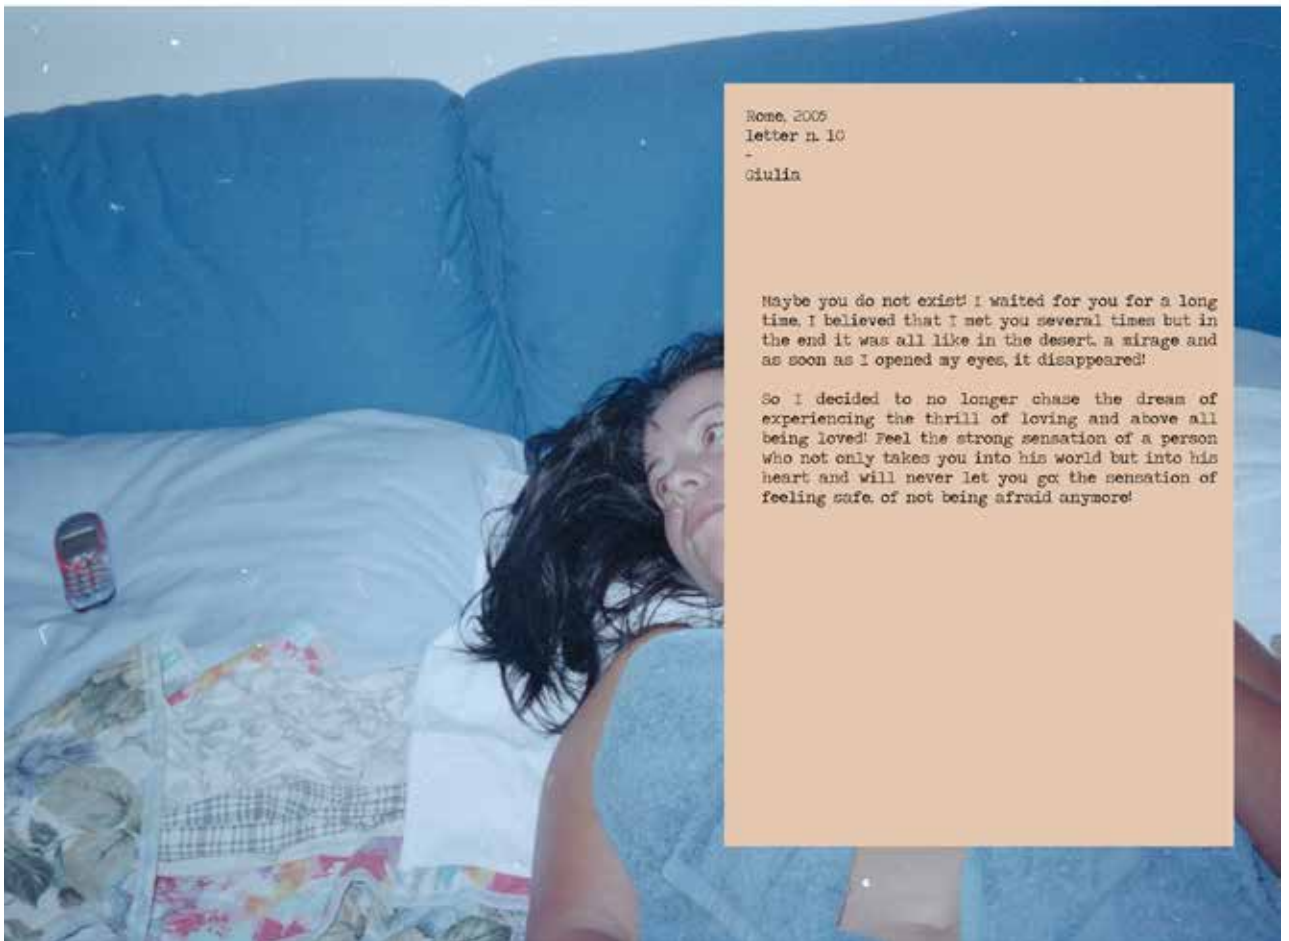 Rome, 2005
letter n. 10
-
Giulia
Maybe you do not exist! I waited for you for a long
time, I believed that I met you several times but in
the end it was all like in the desert, a mirage and
as soon as I opened my eyes, it disappeared!
So I decided to no longer chase the dream of
experiencing the thrill of loving and above all
being loved! Feel the strong sensation of a person
who not only takes you into his world but into his
heart and will never let you go: the sensation of
feeling safe, of not being afraid anymore!